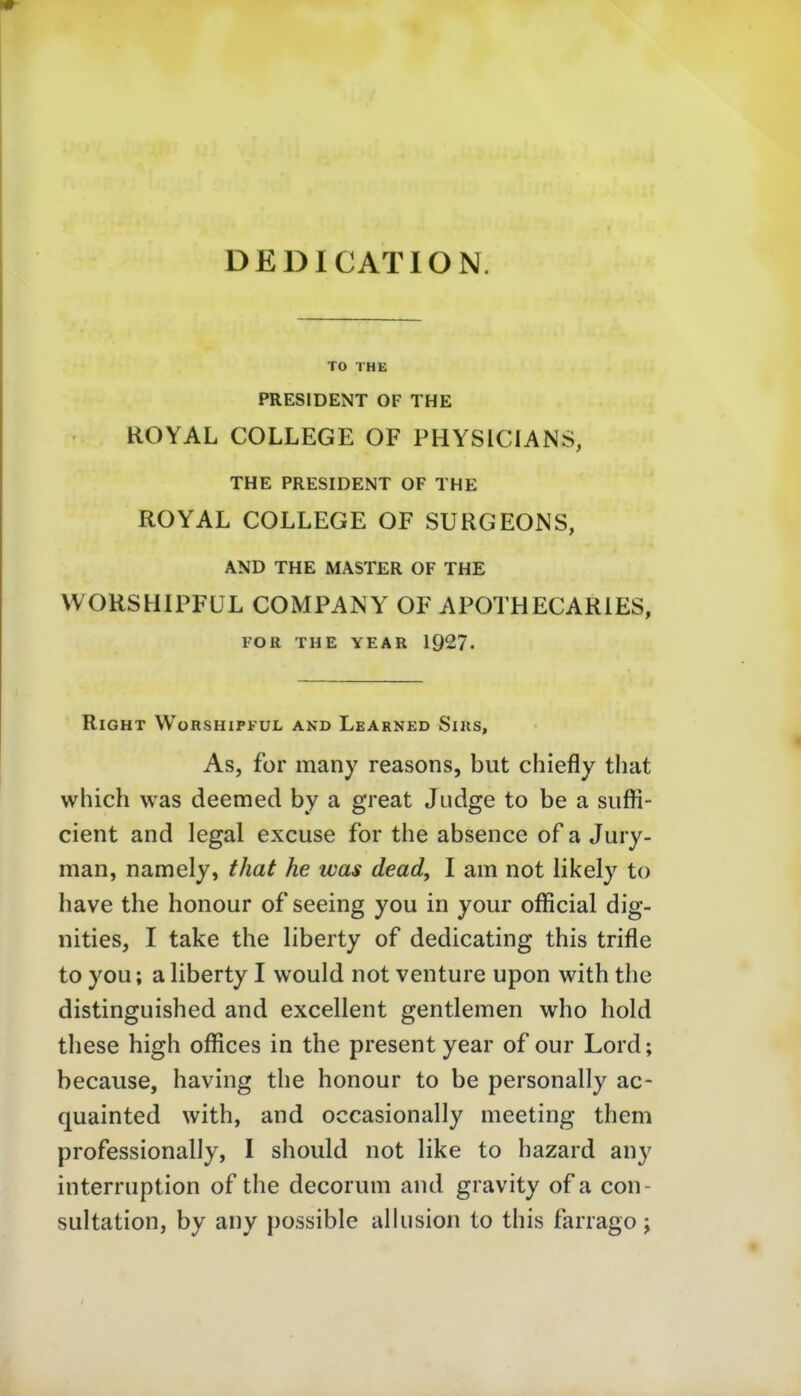 DEDICATION.
TO THE
PRESIDENT OF THE
ROYAL COLLEGE OF PHYSICIANS,
THE PRESIDENT OF THE
ROYAL COLLEGE OF SURGEONS,
AND THE MASTER OF THE
WORSHIPFUL COMPANY OF APOTHECARIES,
FOR THE YEAR 1927.
Right Worshipful and Learned Sirs,
As, for many reasons, but chiefly that
which was deemed by a great Judge to be a suffi-
cient and legal excuse for the absence of a Jury-
man, namely, that he was dead, I am not likely to
have the honour of seeing you in your official dig-
nities, I take the liberty of dedicating this trifle
to you; a liberty I would not venture upon with the
distinguished and excellent gentlemen who hold
these high offices in the present year of our Lord;
because, having the honour to be personally ac-
quainted with, and occasionally meeting them
professionally, I should not like to hazard any
interruption of the decorum and gravity of a con-
sultation, by any possible allusion to this farrago;